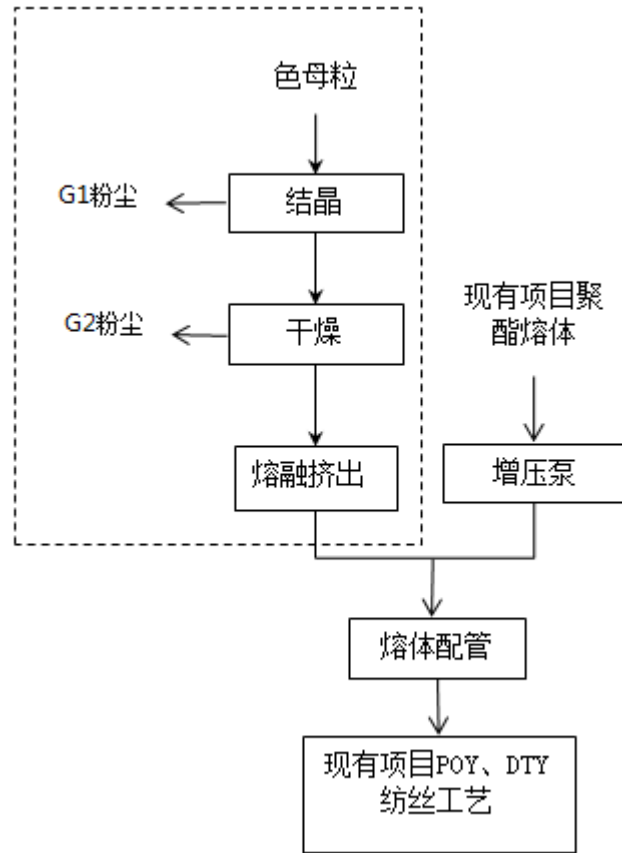 色母粒
G1粉尘
结晶
G2粉尘
干燥
现有项目聚
酯熔体
熔融挤出
增压泵
熔体配管
现有项目POY、DTY
纺丝工艺